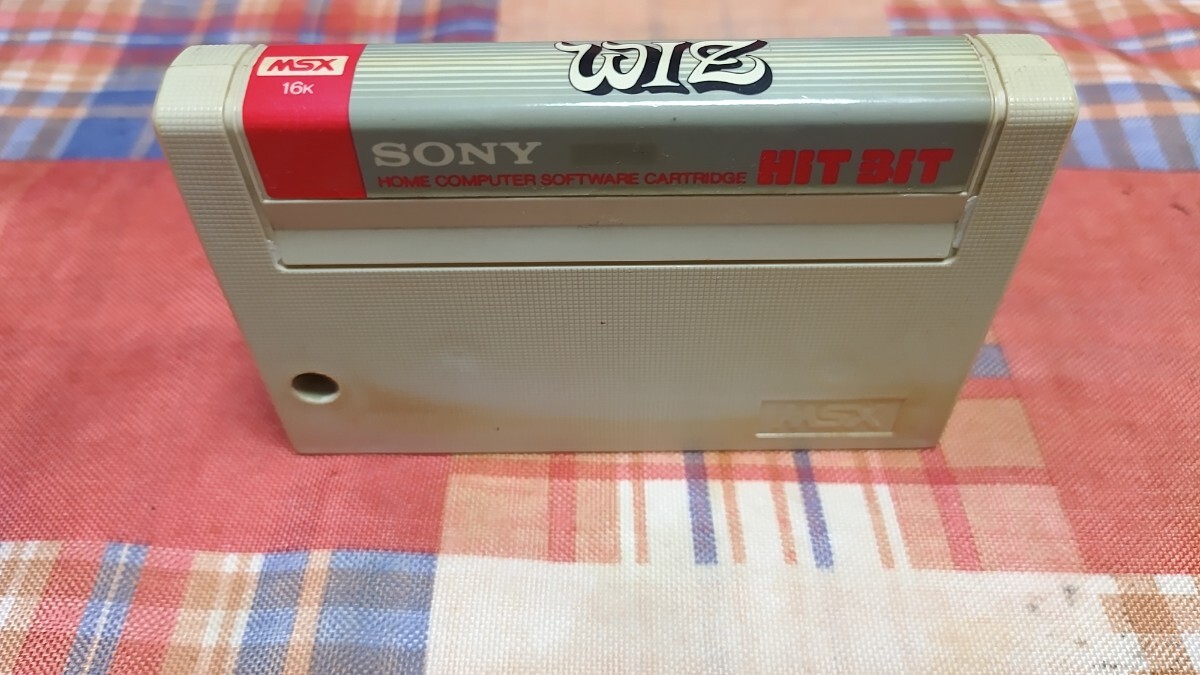 MSX
16K
WIZ
SONY
HOME COMPUTER SOFTWARE CARTRIDGE
HIT BIT
MSX